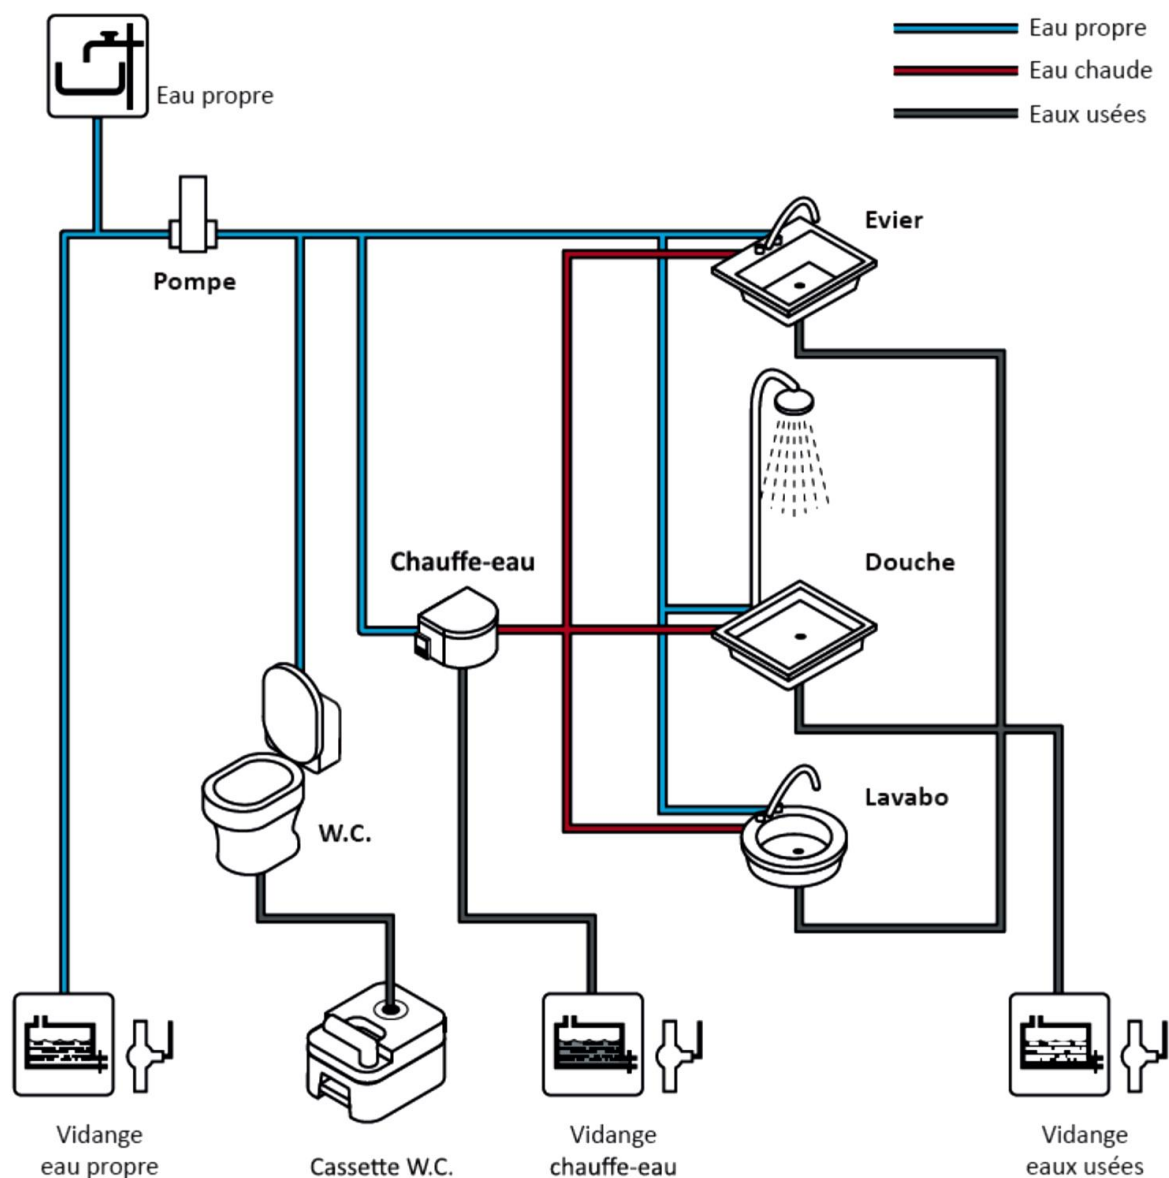 Eau propre
Eau chaude
Eaux usées
Eau propre
Evier
Pompe
Chauffe-eau
Douche
Lavabo
W.C.
Vidange
eau propre
Cassette W.C.
Vidange
chauffe-eau
Vidange
eaux usées